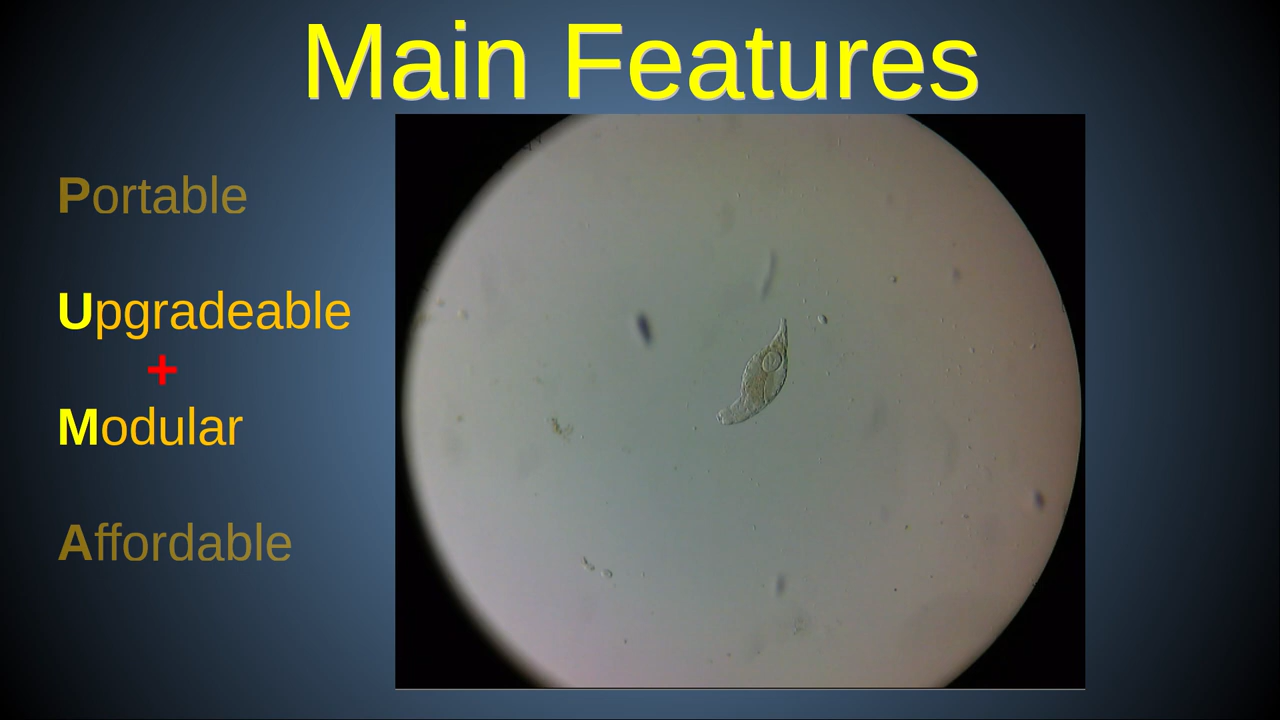 Main Features
Portable
Upgradeable
+
Modular
Affordable